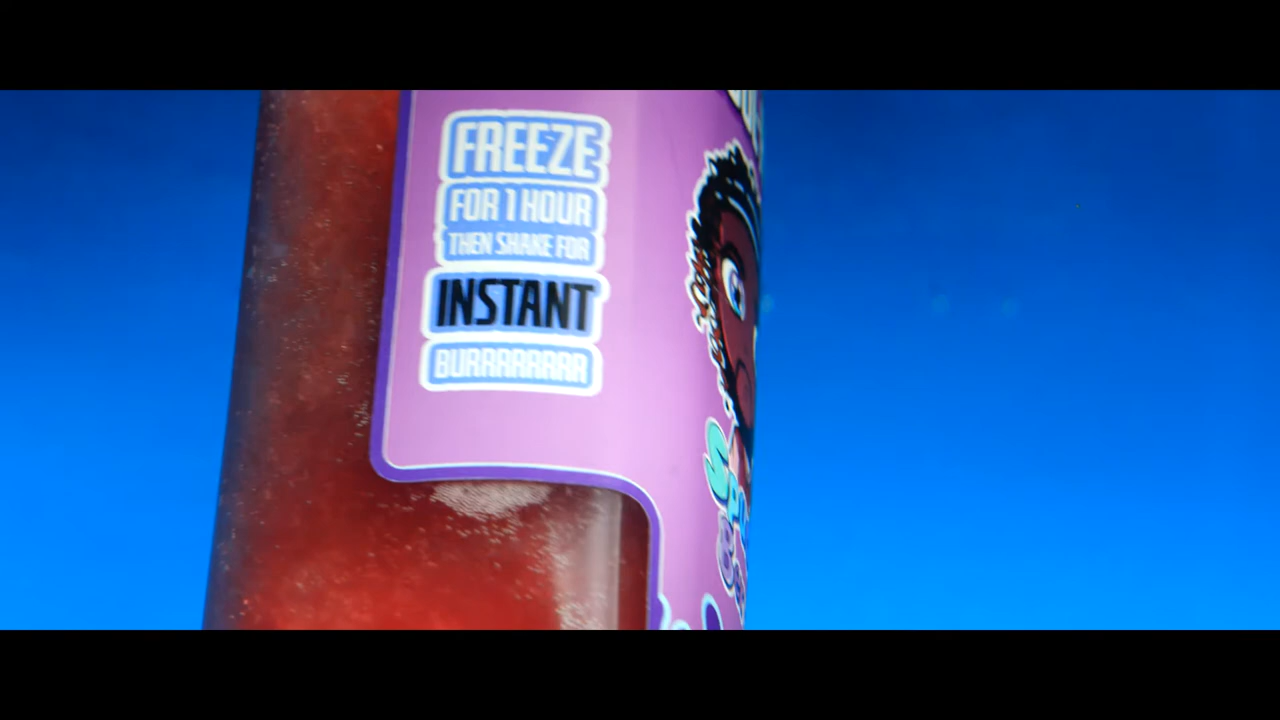 FREEZE
FOR 1 HOUR
THEN SHAKE FOR
INSTANT
BURRRRRRRR